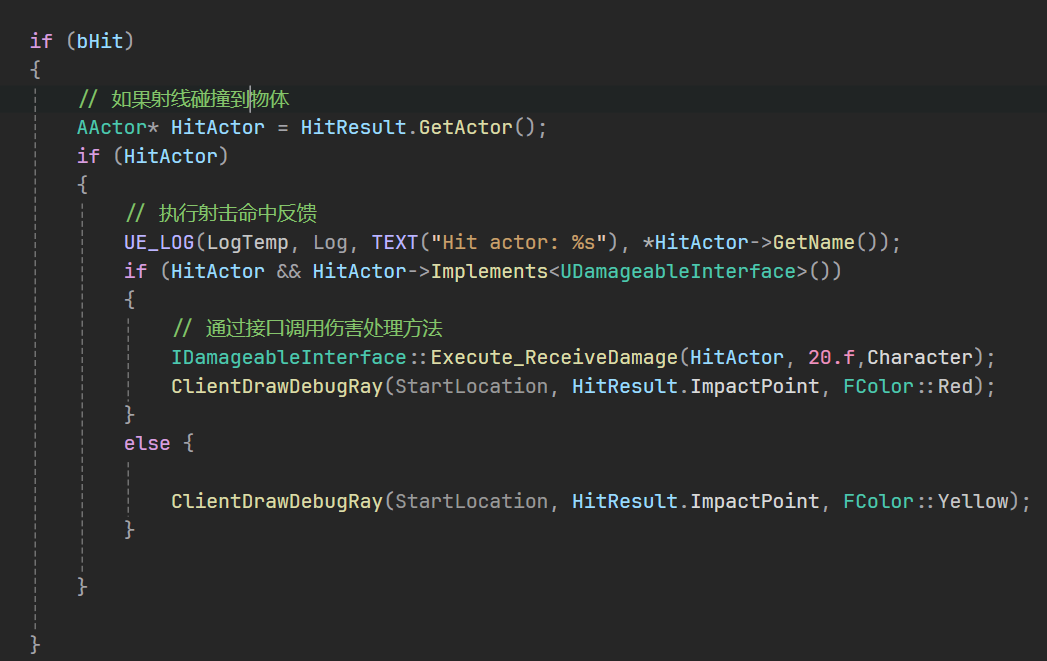 if (bHit)
{
// 如果射线碰撞到物体
AActor* HitActor = HitResult.GetActor();
if (HitActor)
{
// 执行射击命中反馈
UE_LOG(LogTemp, Log, TEXT("Hit actor: %s"), *HitActor->GetName());
if (HitActor && HitActor->Implements<UDamageableInterface>())
{
// 通过接口调用伤害处理方法
IDamageableInterface::Execute_ReceiveDamage(HitActor, 20.f,Character);
ClientDrawDebugRay(StartLocation, HitResult.ImpactPoint, FColor::Red);
}
else {
ClientDrawDebugRay(StartLocation, HitResult.ImpactPoint, FColor::Yellow);
}
}
}